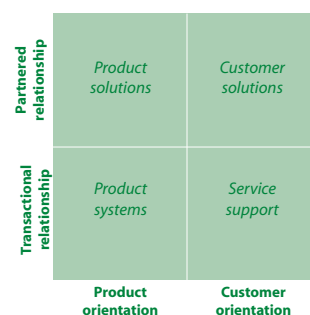 Partnered
relationship
Product
solutions
Customer
solutions
Transactional
relationship
Product
systems
Service
support
Product
orientation
Customer
orientation